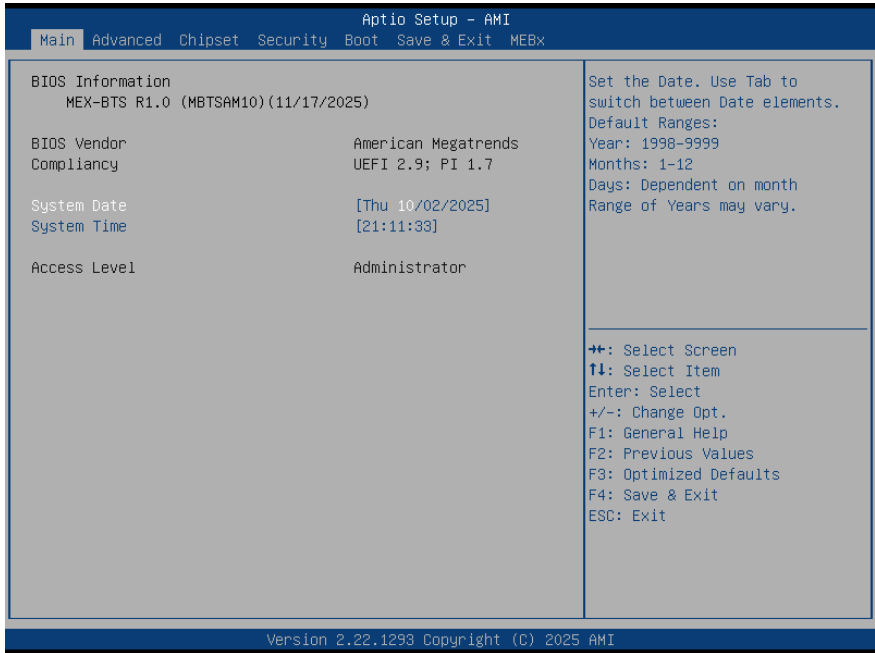 Aptio Setup – AMI
Main Advanced Chipset Security Boot Save & Exit MEBx
BIOS Information
MEX-BTS R1.0 (MBTSAM10)(11/17/2025)
BIOS Vendor American Megatrends
Compliancy UEFI 2.9; PI 1.7
System Date [Thu 10/02/2025]
System Time [21:11:33]
Access Level Administrator
Set the Date. Use Tab to
switch between Date elements.
Default Ranges:
Year: 1998-9999
Months: 1-12
Days: Dependent on month
Range of Years may vary.
→←: Select Screen
↑↓: Select Item
Enter: Select
+/-: Change Opt.
F1: General Help
F2: Previous Values
F3: Optimized Defaults
F4: Save & Exit
ESC: Exit
Version 2.22.1293 Copyright (C) 2025 AMI